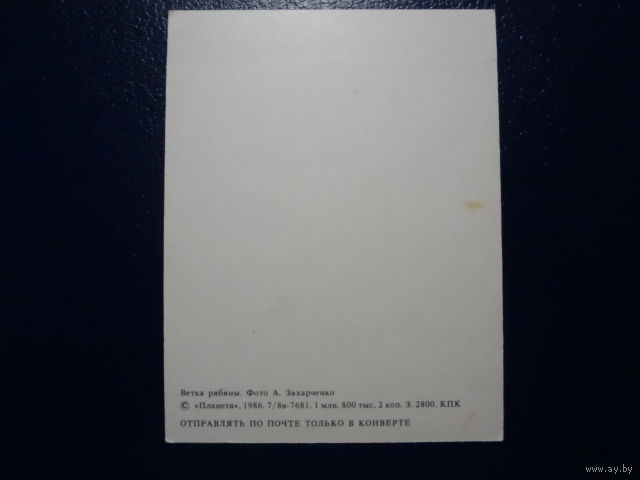 Ветка рябины. Фото А. Захарченко
© «Планета», 1986. 7/8в-7681. 1 млн. 800 тыс. 2 коп. З. 2800. КПК
ОТПРАВЛЯТЬ ПО ПОЧТЕ ТОЛЬКО В КОНВЕРТЕ
www.ay.by